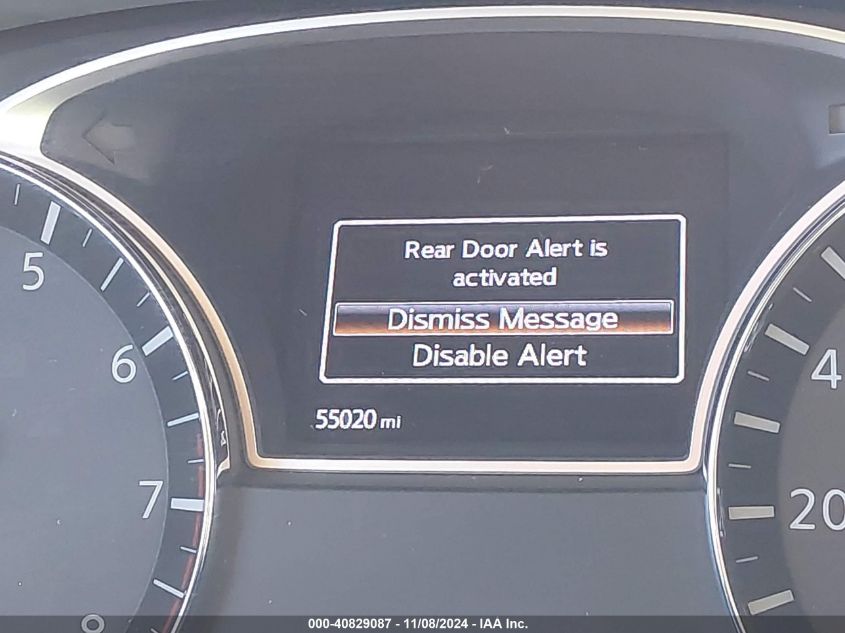 Rear Door Alert is
activated
Dismiss Message
Disable Alert
55020 mi
5
6
7
8
4
20
000-40829087 - 11/08/2024 - IAA Inc.